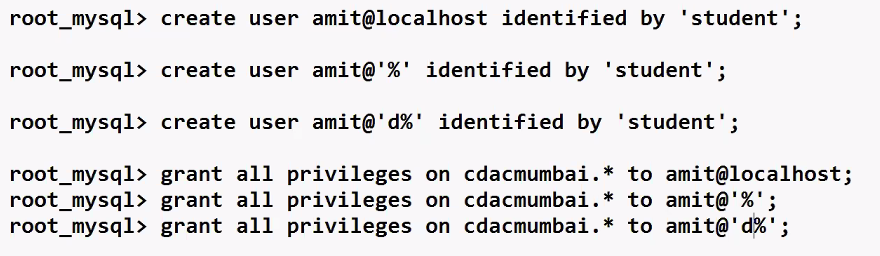 root_mysql> create user amit@localhost identified by 'student';
root_mysql> create user amit@'%' identified by 'student';
root_mysql> create user amit@'d%' identified by 'student';
root_mysql> grant all privileges on cdacmumbai.* to amit@localhost;
root_mysql> grant all privileges on cdacmumbai.* to amit@'%';
root_mysql> grant all privileges on cdacmumbai.* to amit@'d%';